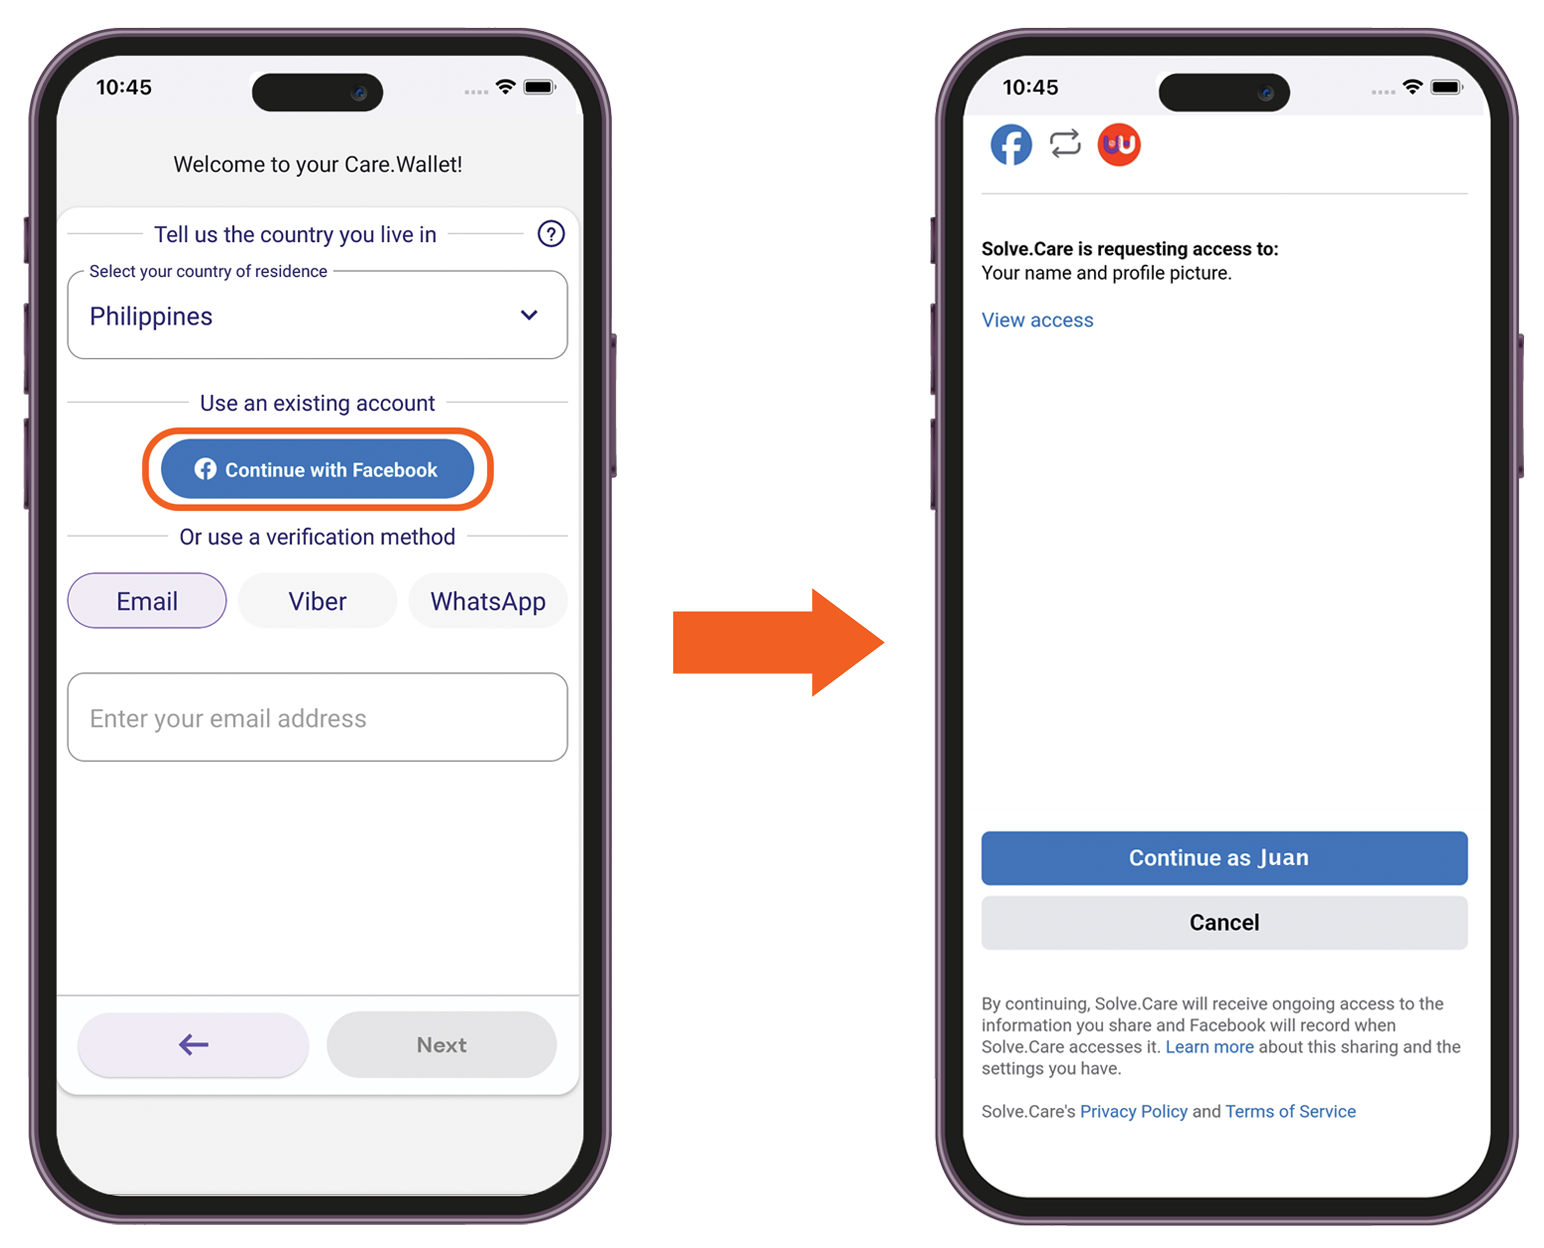 10:45
Welcome to your Care.Wallet!
Tell us the country you live in
?
Select your country of residence
Philippines
Use an existing account
Continue with Facebook
Or use a verification method
Email Viber WhatsApp
Enter your email address
Next
10:45
Solve.Care is requesting access to:
Your name and profile picture.
View access
Continue as Juan
Cancel
By continuing, Solve.Care will receive ongoing access to the
information you share and Facebook will record when
Solve.Care accesses it. Learn more about this sharing and the
settings you have.
Solve.Care's Privacy Policy and Terms of Service